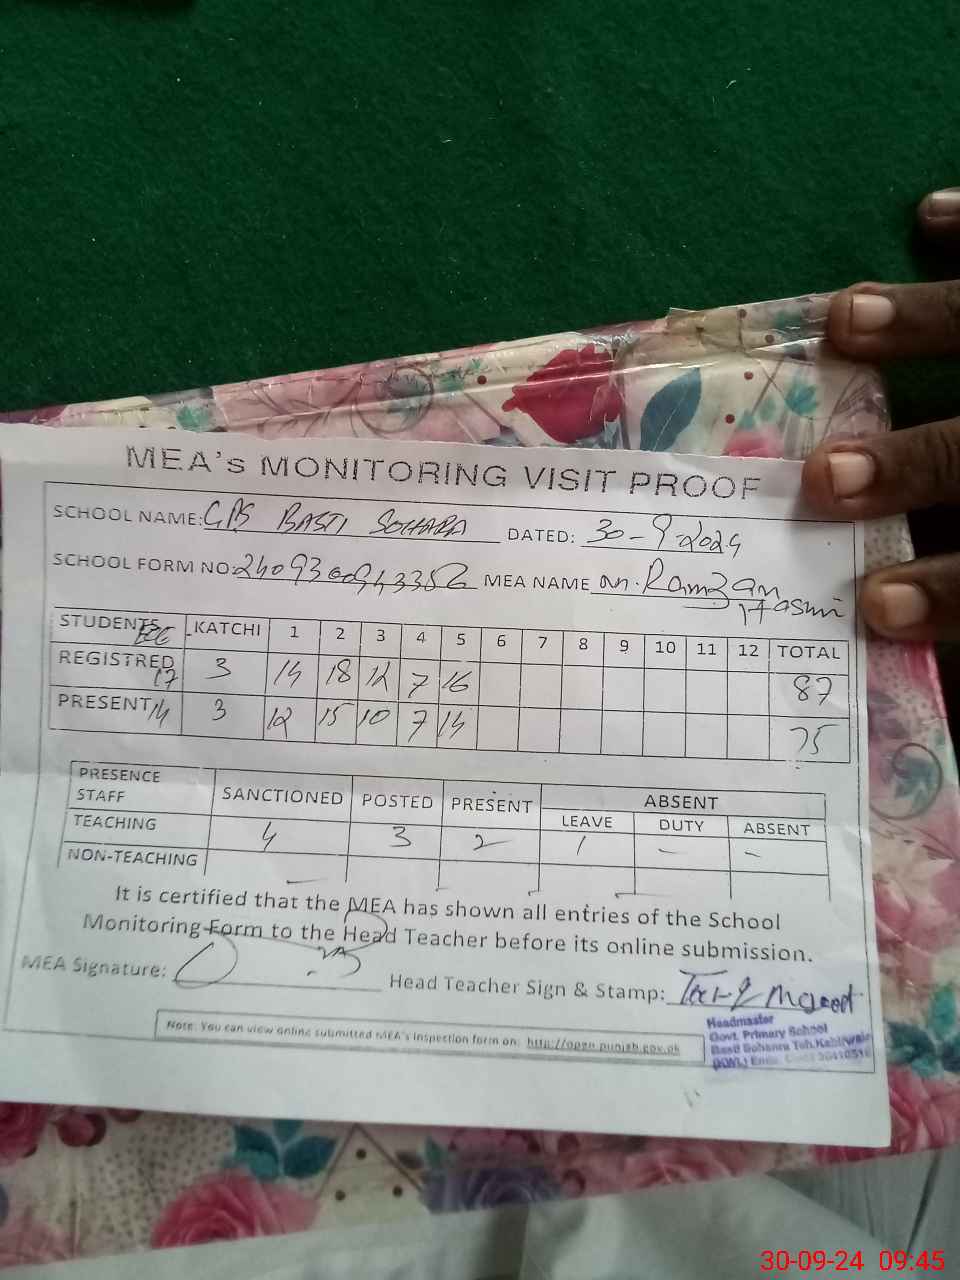 MEA's MONITORING VISIT PROOF
SCHOOL NAME: GPS BASTI SOHARA DATED: 30-9-2024
SCHOOL FORM NO: MEA NAME Ramzan
Hasmi
STUDENTS ECE KATCHI 1 2 3 4 5 6 7 8 9 10 11 12 TOTAL
REGISTRED 17 3 14 18 12 7 16 87
PRESENT 14 3 12 15 10 7 14 75
PRESENCE STAFF SANCTIONED POSTED PRESENT ABSENT
LEAVE DUTY ABSENT
TEACHING 4 3 2 1 - -
NON-TEACHING
It is certified that the MEA has shown all entries of the School
Monitoring Form to the Head Teacher before its online submission.
MEA Signature: Head Teacher Sign & Stamp:
Headmaster
Govt. Primary School
Basti Sohanra Teh. Kabirwala
Note: You can view online submitted MEA's inspection form on: http://open.punjab.gov.pk
30-09-24 09:45